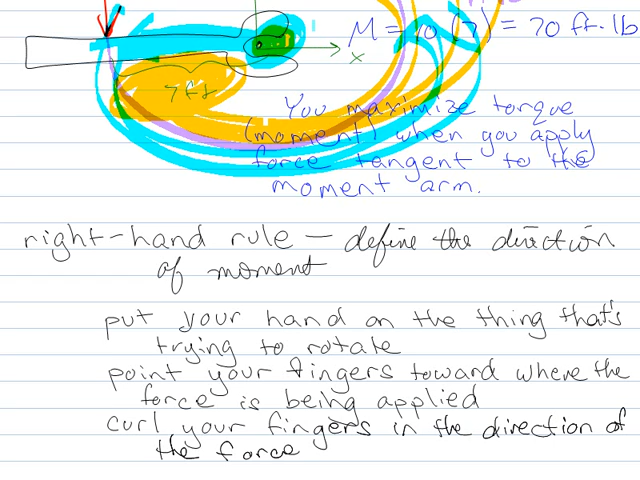 M = 10 (7) = 70 ft·lb
x
7ft
You maximize torque
(moment) when you apply
force tangent to the
moment arm.
right-hand rule — define the direction
of moment
put your hand on the thing that's
trying to rotate
point your fingers toward where the
force is being applied
curl your fingers in the direction of
the force